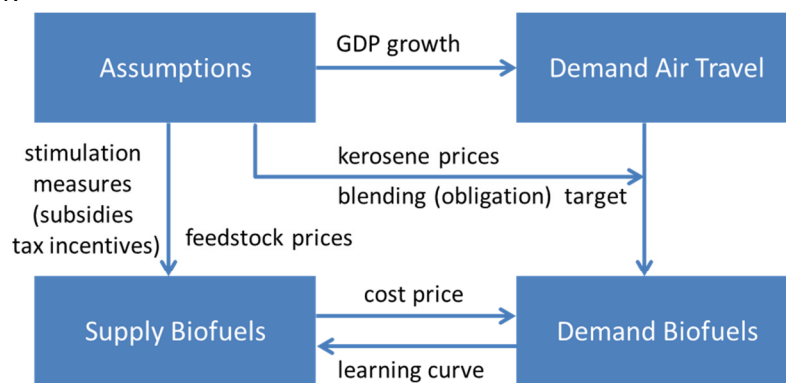 GDP growth
Assumptions
Demand Air Travel
stimulation
measures
(subsidies
tax incentives)
kerosene prices
blending (obligation) target
feedstock prices
cost price
Supply Biofuels
Demand Biofuels
learning curve